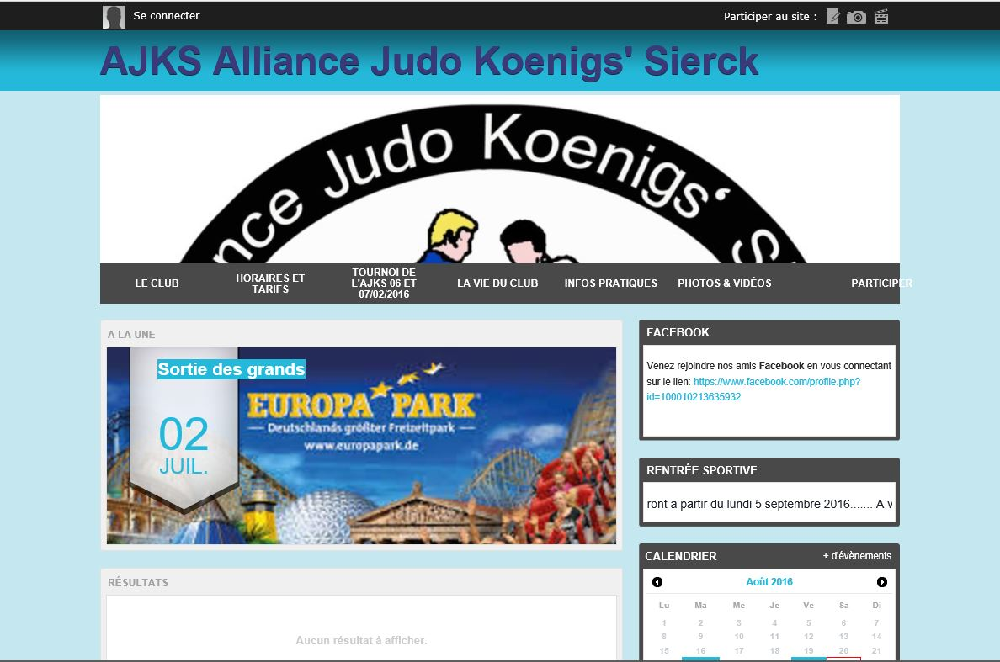 Se connecter
Participer au site :
AJKS Alliance Judo Koenigs' Sierck
nce Judo Koenigs' S
LE CLUB
HORAIRES ET
TARIFS
TOURNOI DE
L'AJKS 06 ET
07/02/2016
LA VIE DU CLUB
INFOS PRATIQUES
PHOTOS & VIDÉOS
PARTICIPER
A LA UNE
Sortie des grands
02
JUIL.
EUROPA PARK
Deutschlands größter Freizeitpark
www.europapark.de
RÉSULTATS
Aucun résultat à afficher.
FACEBOOK
Venez rejoindre nos amis Facebook en vous connectant
sur le lien: https://www.facebook.com/profile.php?
id=100010213635932
RENTRÉE SPORTIVE
ront a partir du lundi 5 septembre 2016....... A v
CALENDRIER
+ d'évènements
Août 2016
Lu Ma Me Je Ve Sa Di
1 2 3 4 5 6 7
8 9 10 11 12 13 14
15 16 17 18 19 20 21